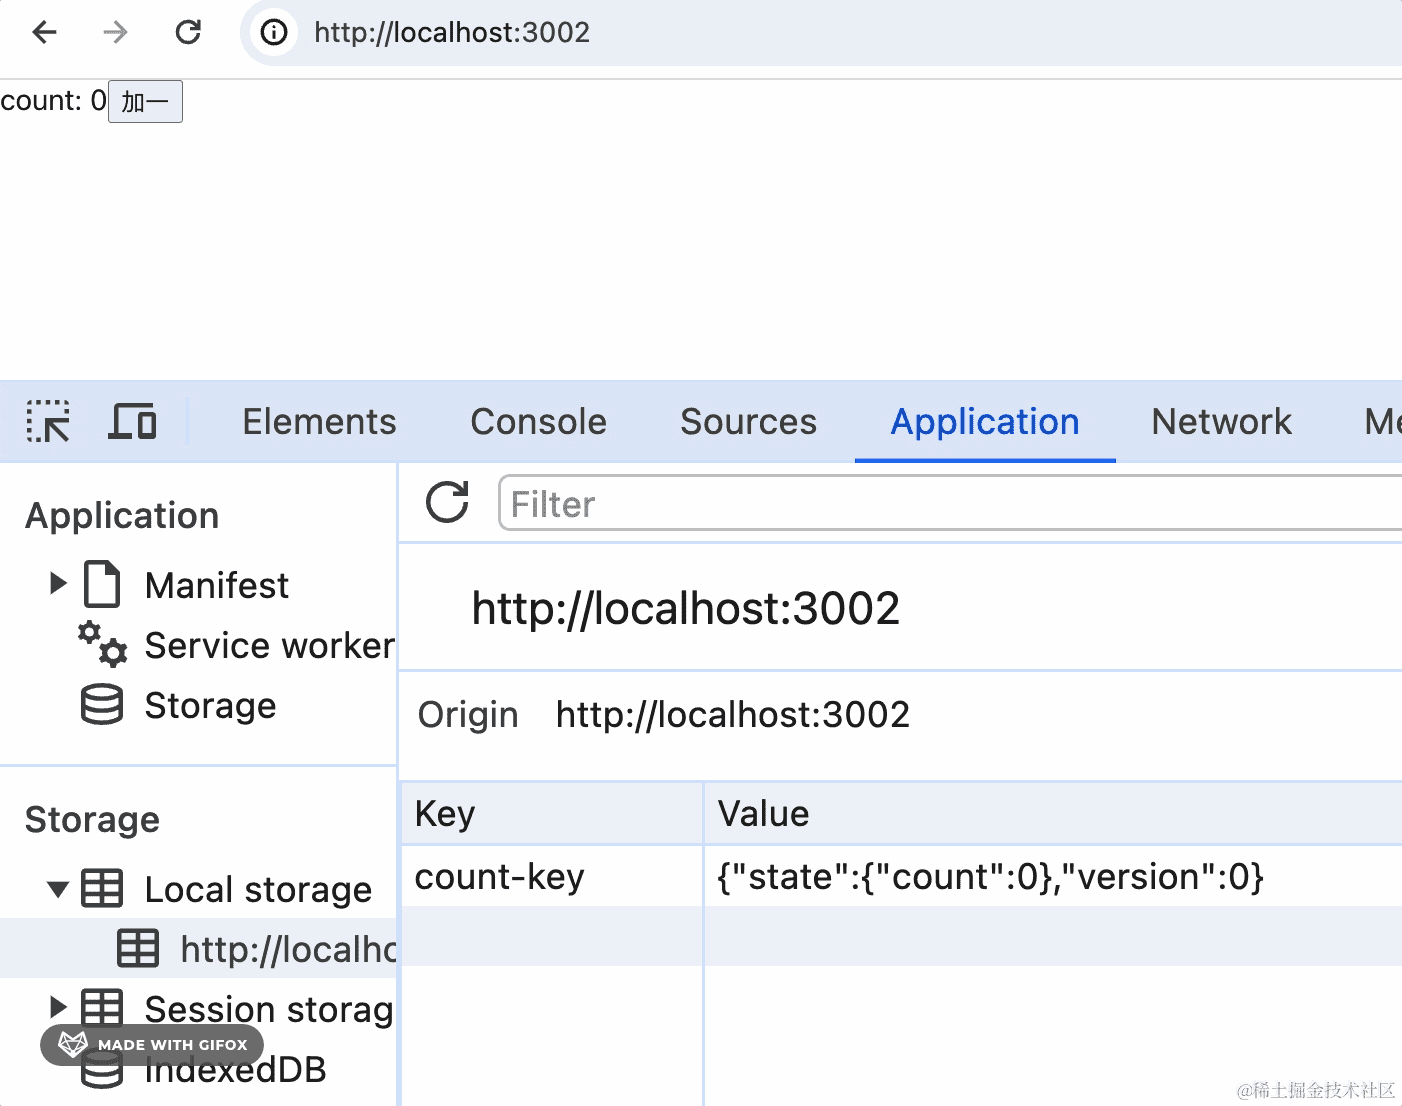 http://localhost:3002
count: 0 加一
Elements Console Sources Application Network Me
Application
Filter
Manifest
http://localhost:3002
Service worker
Storage
Origin http://localhost:3002
Storage
Key Value
Local storage
count-key {"state":{"count":0},"version":0}
http://localho
Session storag
MADE WITH GIFOX
IndexedDB
@稀土掘金技术社区